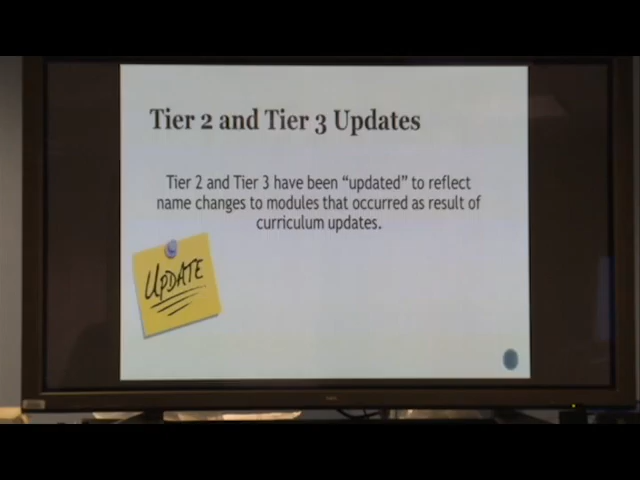 Tier 2 and Tier 3 Updates
Tier 2 and Tier 3 have been “updated” to reflect
name changes to modules that occurred as result of
curriculum updates.
UPDATE
NEC